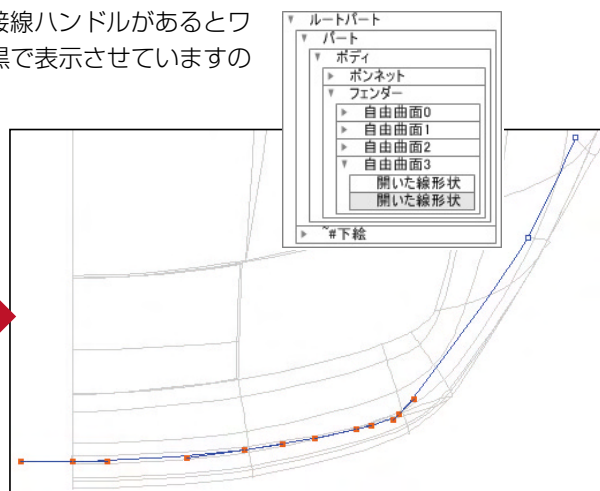 接線ハンドルがあるとワ
黒で表示させていますの
ルートパート
パート
ボディ
ボンネット
フェンダー
自由曲面0
自由曲面1
自由曲面2
自由曲面3
開いた線形状
開いた線形状
~#下絵